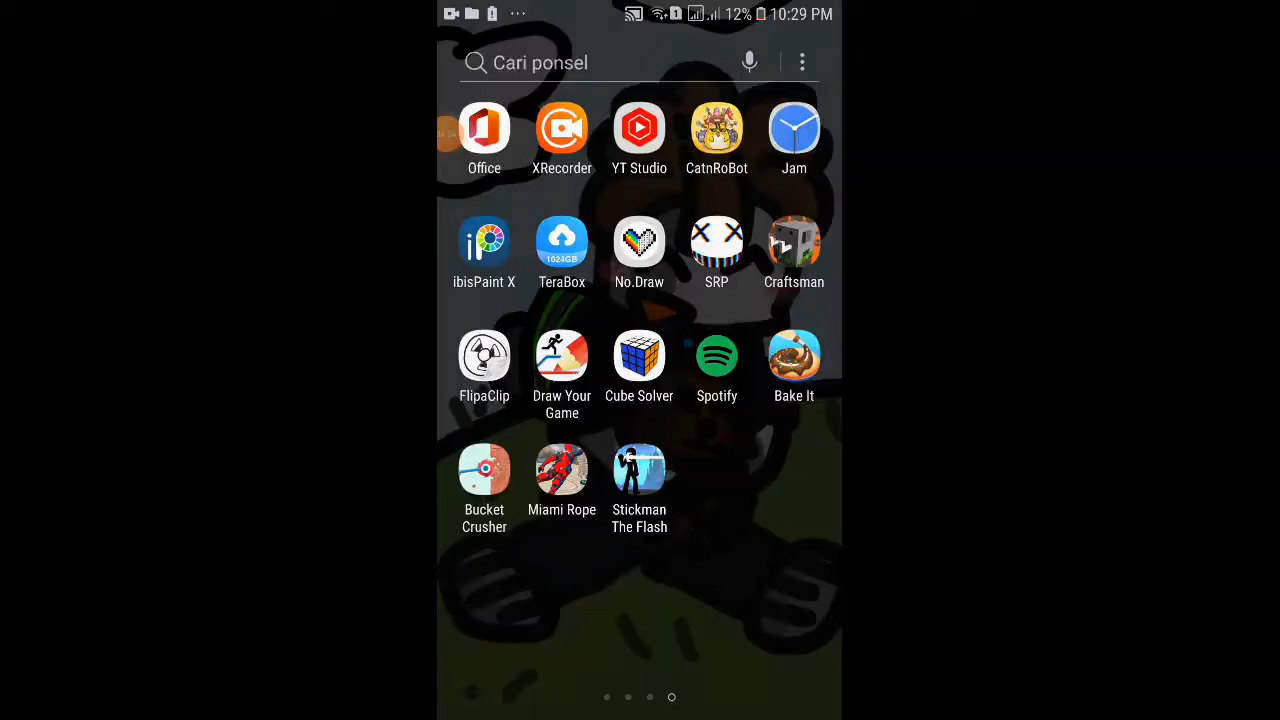 12% 10:29 PM
Cari ponsel
Office XRecorder YT Studio CatnRoBot Jam
1024GB
ibisPaint X TeraBox No.Draw SRP Craftsman
FlipaClip Draw Your Game Cube Solver Spotify Bake It
Bucket Crusher Miami Rope Stickman The Flash